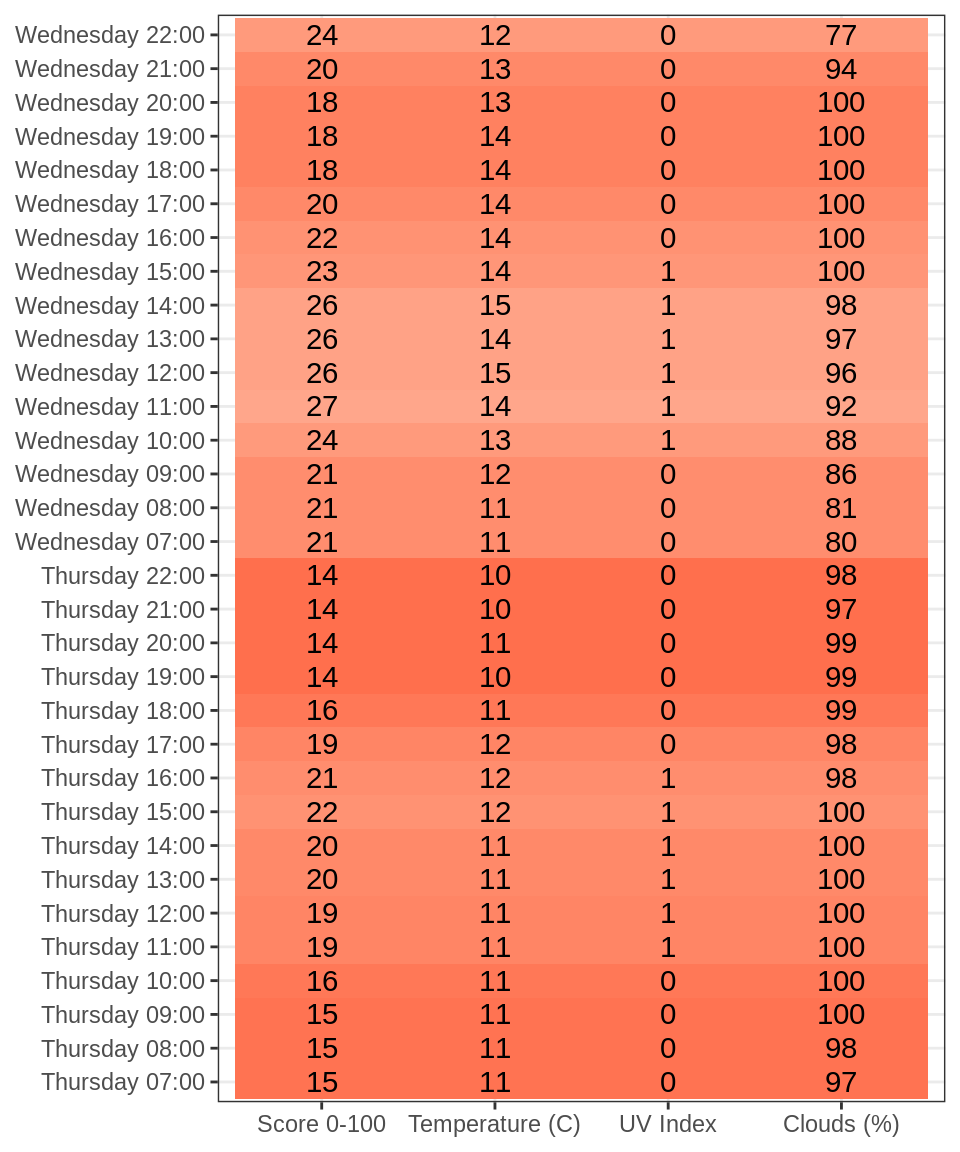 Wednesday 22:00 24 12 0 77
Wednesday 21:00 20 13 0 94
Wednesday 20:00 18 13 0 100
Wednesday 19:00 18 14 0 100
Wednesday 18:00 18 14 0 100
Wednesday 17:00 20 14 0 100
Wednesday 16:00 22 14 0 100
Wednesday 15:00 23 14 1 100
Wednesday 14:00 26 15 1 98
Wednesday 13:00 26 14 1 97
Wednesday 12:00 26 15 1 96
Wednesday 11:00 27 14 1 92
Wednesday 10:00 24 13 1 88
Wednesday 09:00 21 12 0 86
Wednesday 08:00 21 11 0 81
Wednesday 07:00 21 11 0 80
Thursday 22:00 14 10 0 98
Thursday 21:00 14 10 0 97
Thursday 20:00 14 11 0 99
Thursday 19:00 14 10 0 99
Thursday 18:00 16 11 0 99
Thursday 17:00 19 12 0 98
Thursday 16:00 21 12 1 98
Thursday 15:00 22 12 1 100
Thursday 14:00 20 11 1 100
Thursday 13:00 20 11 1 100
Thursday 12:00 19 11 1 100
Thursday 11:00 19 11 1 100
Thursday 10:00 16 11 0 100
Thursday 09:00 15 11 0 100
Thursday 08:00 15 11 0 98
Thursday 07:00 15 11 0 97
Score 0-100 Temperature (C) UV Index Clouds (%)